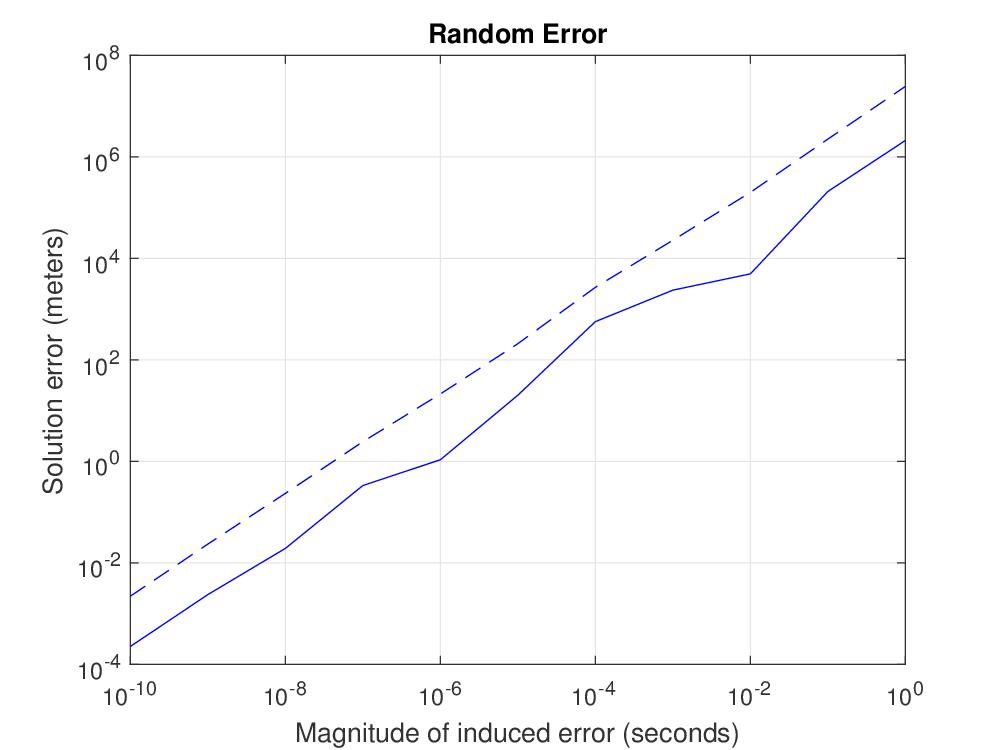 Random Error
10^8
10^6
10^4
10^2
10^0
10^-2
10^-4
Solution error (meters)
10^-10 10^-8 10^-6 10^-4 10^-2 10^0
Magnitude of induced error (seconds)